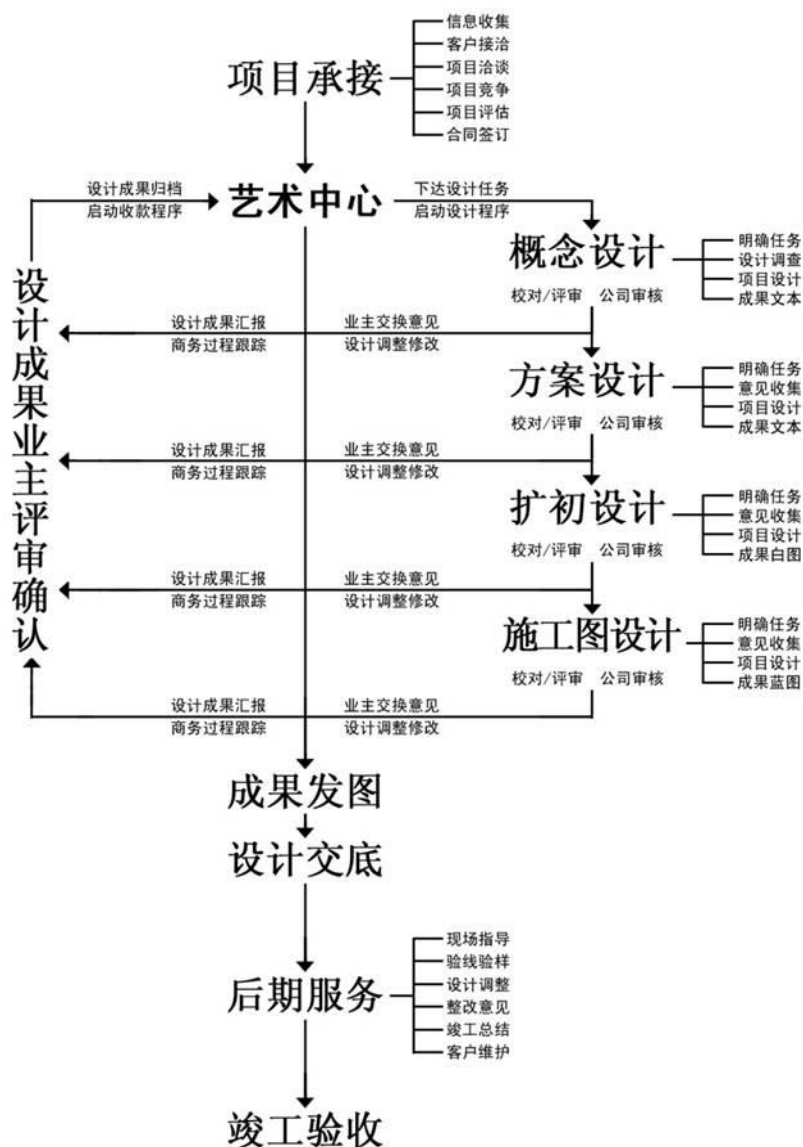 信息收集
客户接洽
项目承接
项目洽谈
项目竞争
项目评估
合同签订
设计成果归档
启动收款程序
艺术中心
下达设计任务
启动设计程序
概念设计
明确任务
设计调查
项目设计
成果文本
校对/评审 公司审核
设计成果汇报
商务过程跟踪
业主交换意见
设计调整修改
设计成果业主评审确认
方案设计
明确任务
意见收集
项目设计
成果文本
校对/评审 公司审核
设计成果汇报
商务过程跟踪
业主交换意见
设计调整修改
扩初设计
明确任务
意见收集
项目设计
成果白图
校对/评审 公司审核
设计成果汇报
商务过程跟踪
业主交换意见
设计调整修改
施工图设计
明确任务
意见收集
项目设计
成果蓝图
校对/评审 公司审核
设计成果汇报
商务过程跟踪
业主交换意见
设计调整修改
成果发图
设计交底
后期服务
现场指导
验线验样
设计调整
整改意见
竣工总结
客户维护
竣工验收